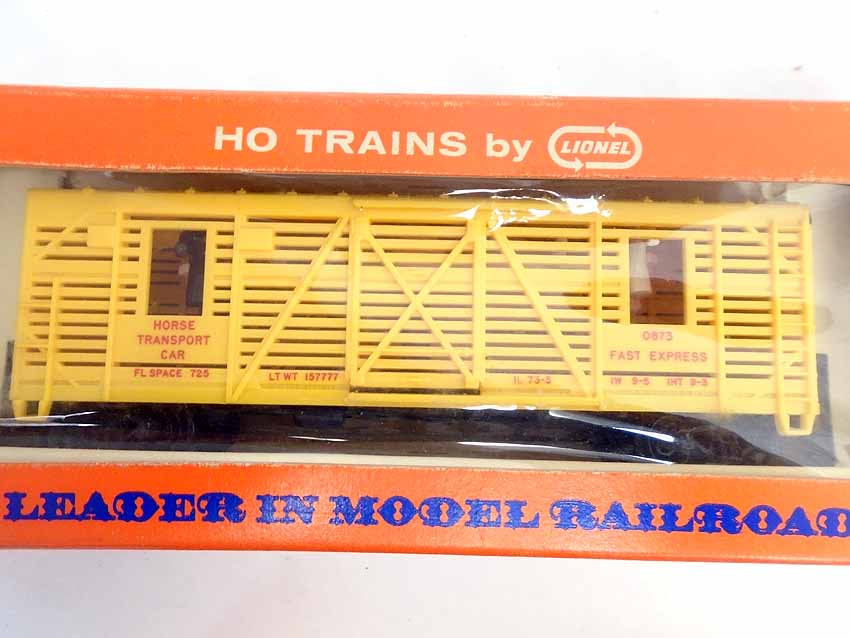 HO TRAINS by LIONEL
HORSE
TRANSPORT
CAR
FL SPACE 725
LT WT 157777
IL 73-5
0873
FAST EXPRESS
IW 9-5 IHT 9-3
LEADER IN MODEL RAILROAD